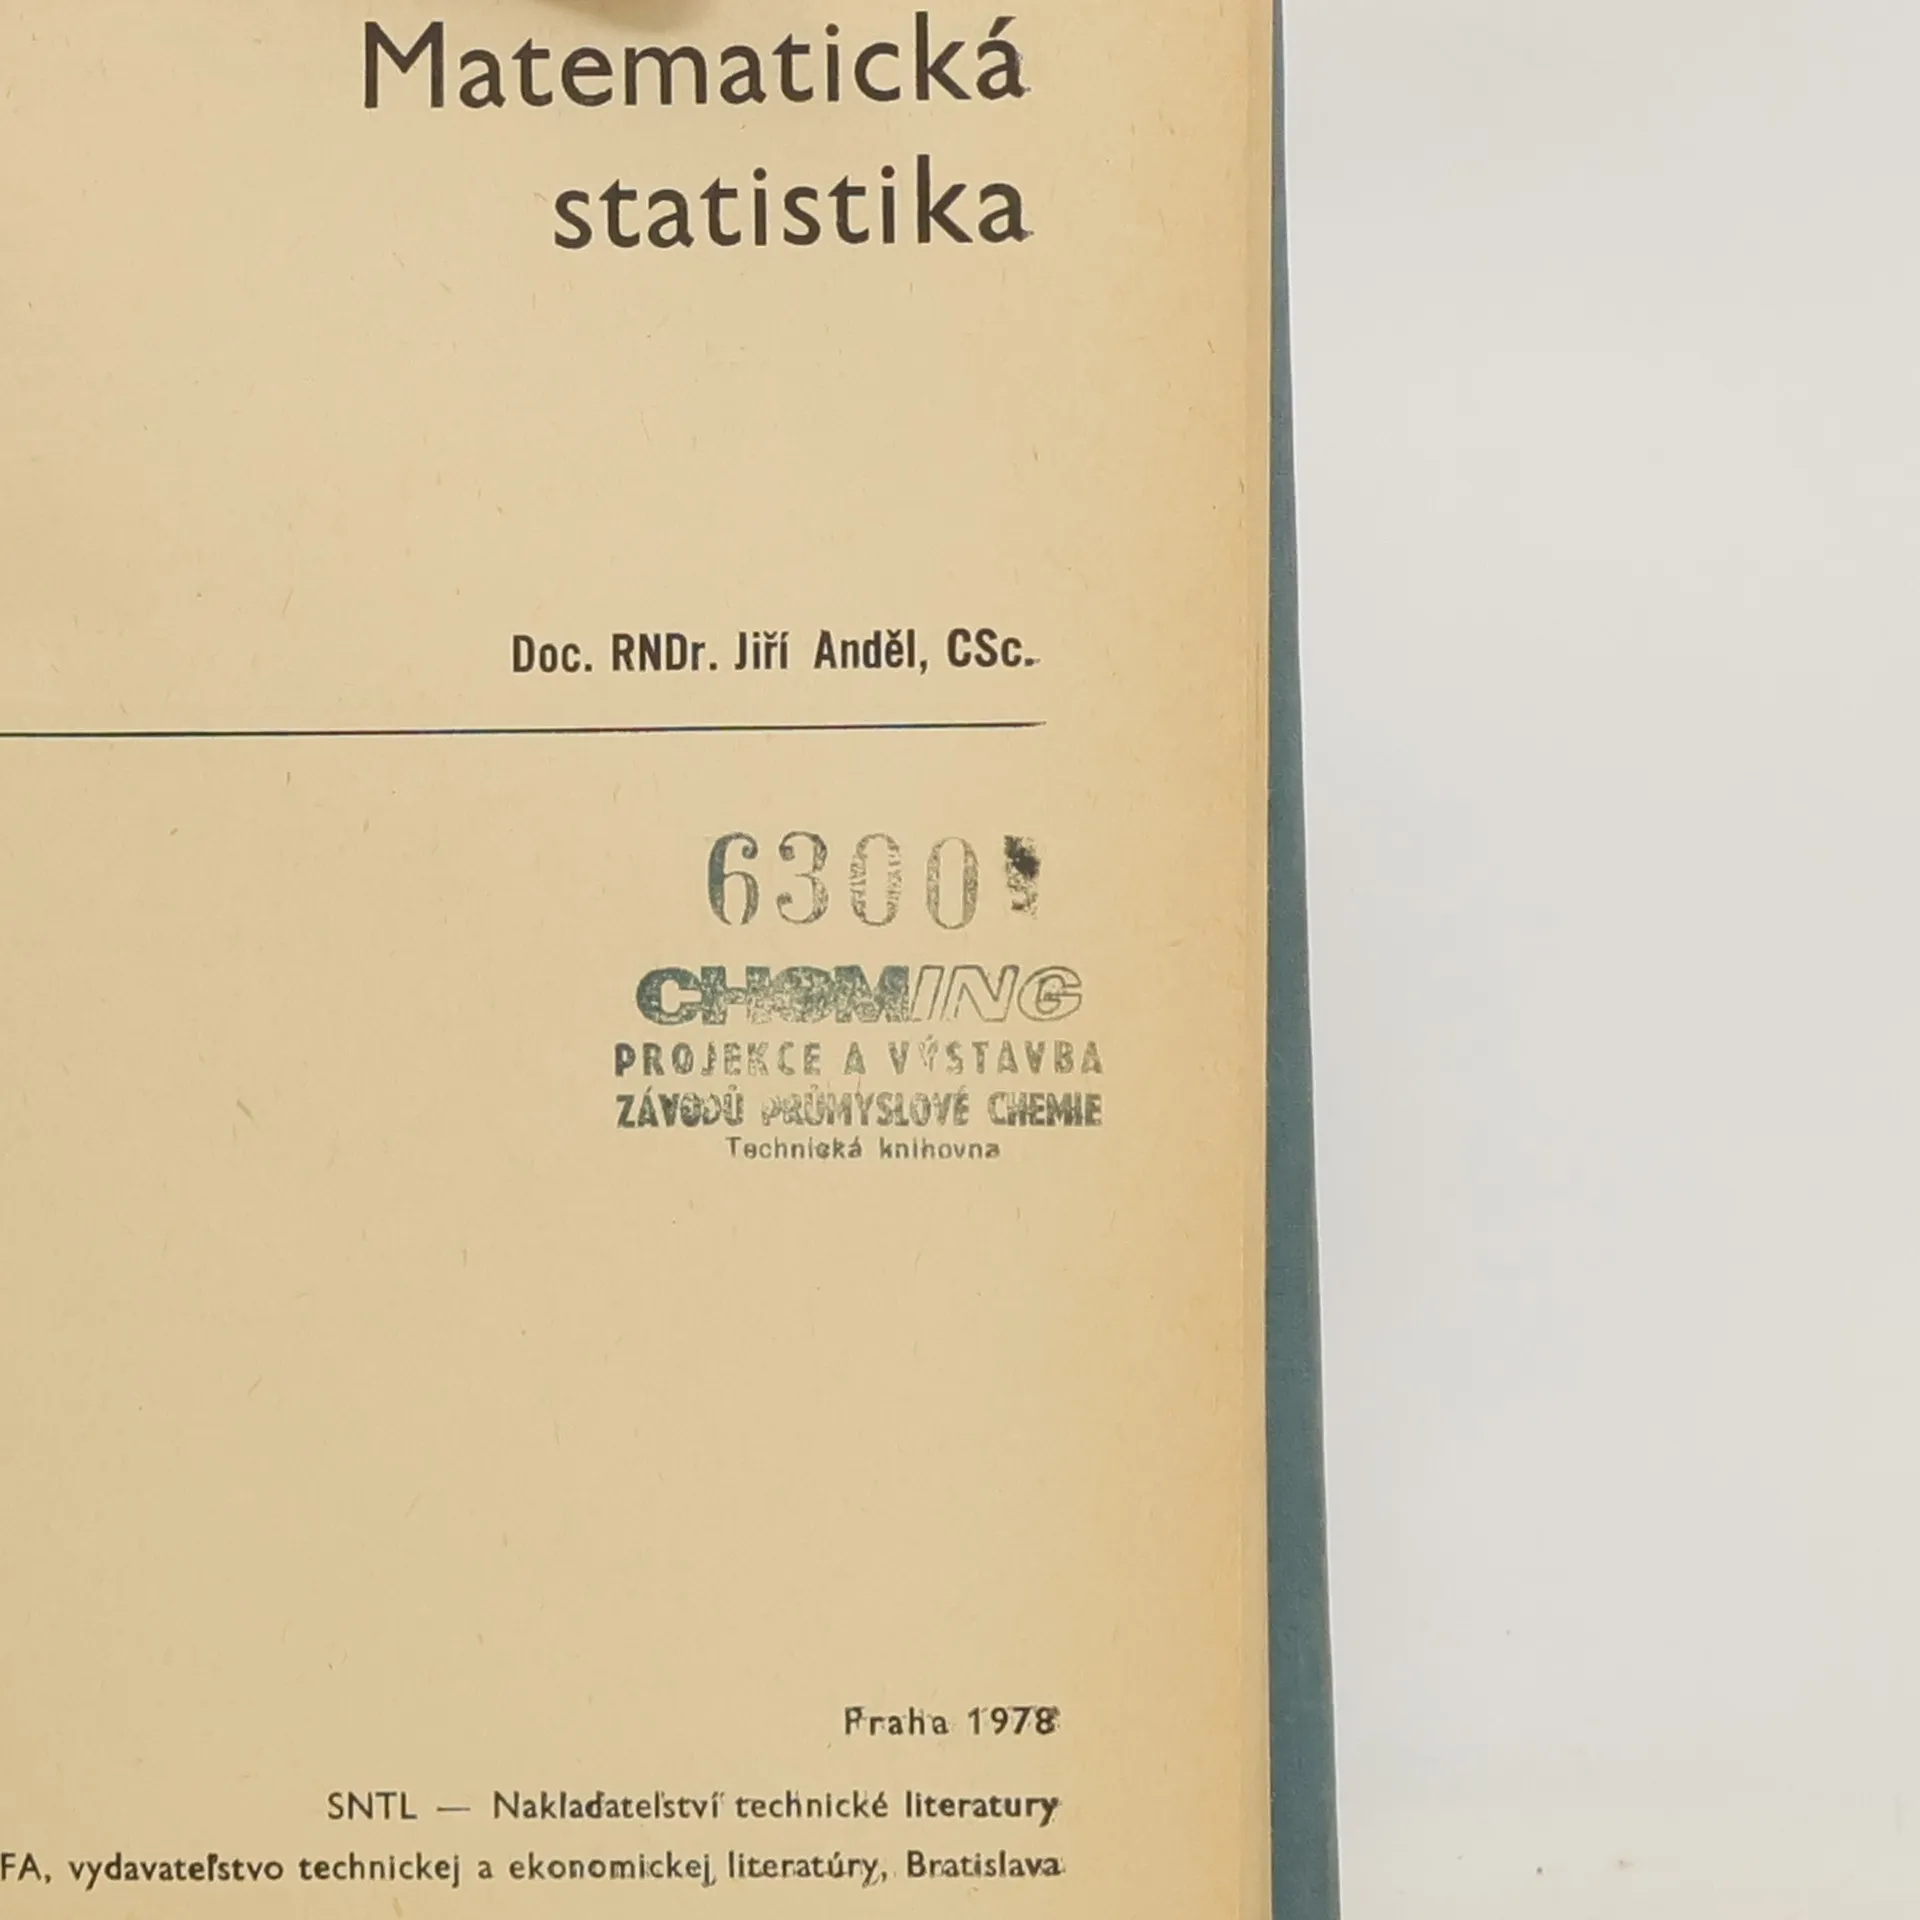 Matematická
statistika
Doc. RNDr. Jiří Anděl, CSc.
6300
CHEMING
PROJEKCE A VÝSTAVBA
ZÁVODŮ PRŮMYSLOVÉ CHEMIE
Technická knihovna
Praha 1978
SNTL — Nakladatelství technické literatury
FA, vydavateľstvo technickej a ekonomickej literatúry, Bratislava